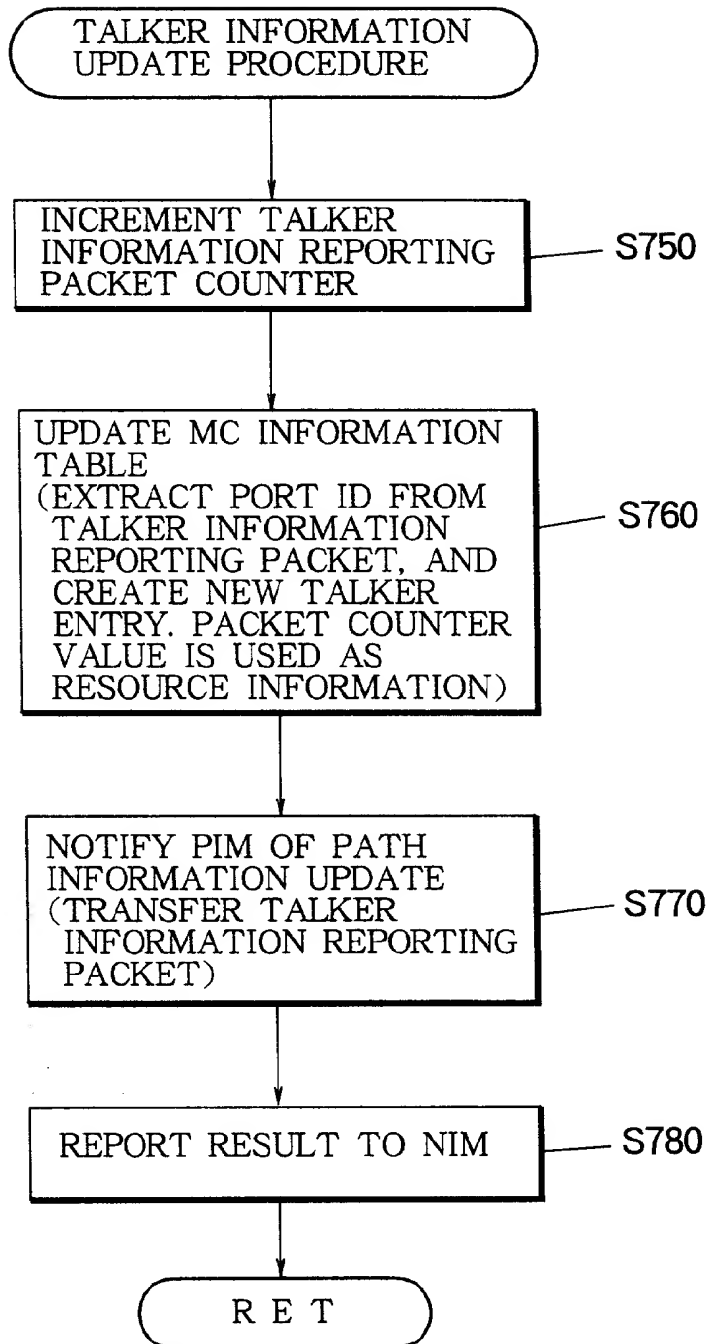 TALKER INFORMATION
UPDATE PROCEDURE
INCREMENT TALKER
INFORMATION REPORTING
PACKET COUNTER
S750
UPDATE MC INFORMATION
TABLE
(EXTRACT PORT ID FROM
TALKER INFORMATION
REPORTING PACKET, AND
CREATE NEW TALKER
ENTRY. PACKET COUNTER
VALUE IS USED AS
RESOURCE INFORMATION)
S760
NOTIFY PIM OF PATH
INFORMATION UPDATE
(TRANSFER TALKER
INFORMATION REPORTING
PACKET)
S770
REPORT RESULT TO NIM
S780
R E T